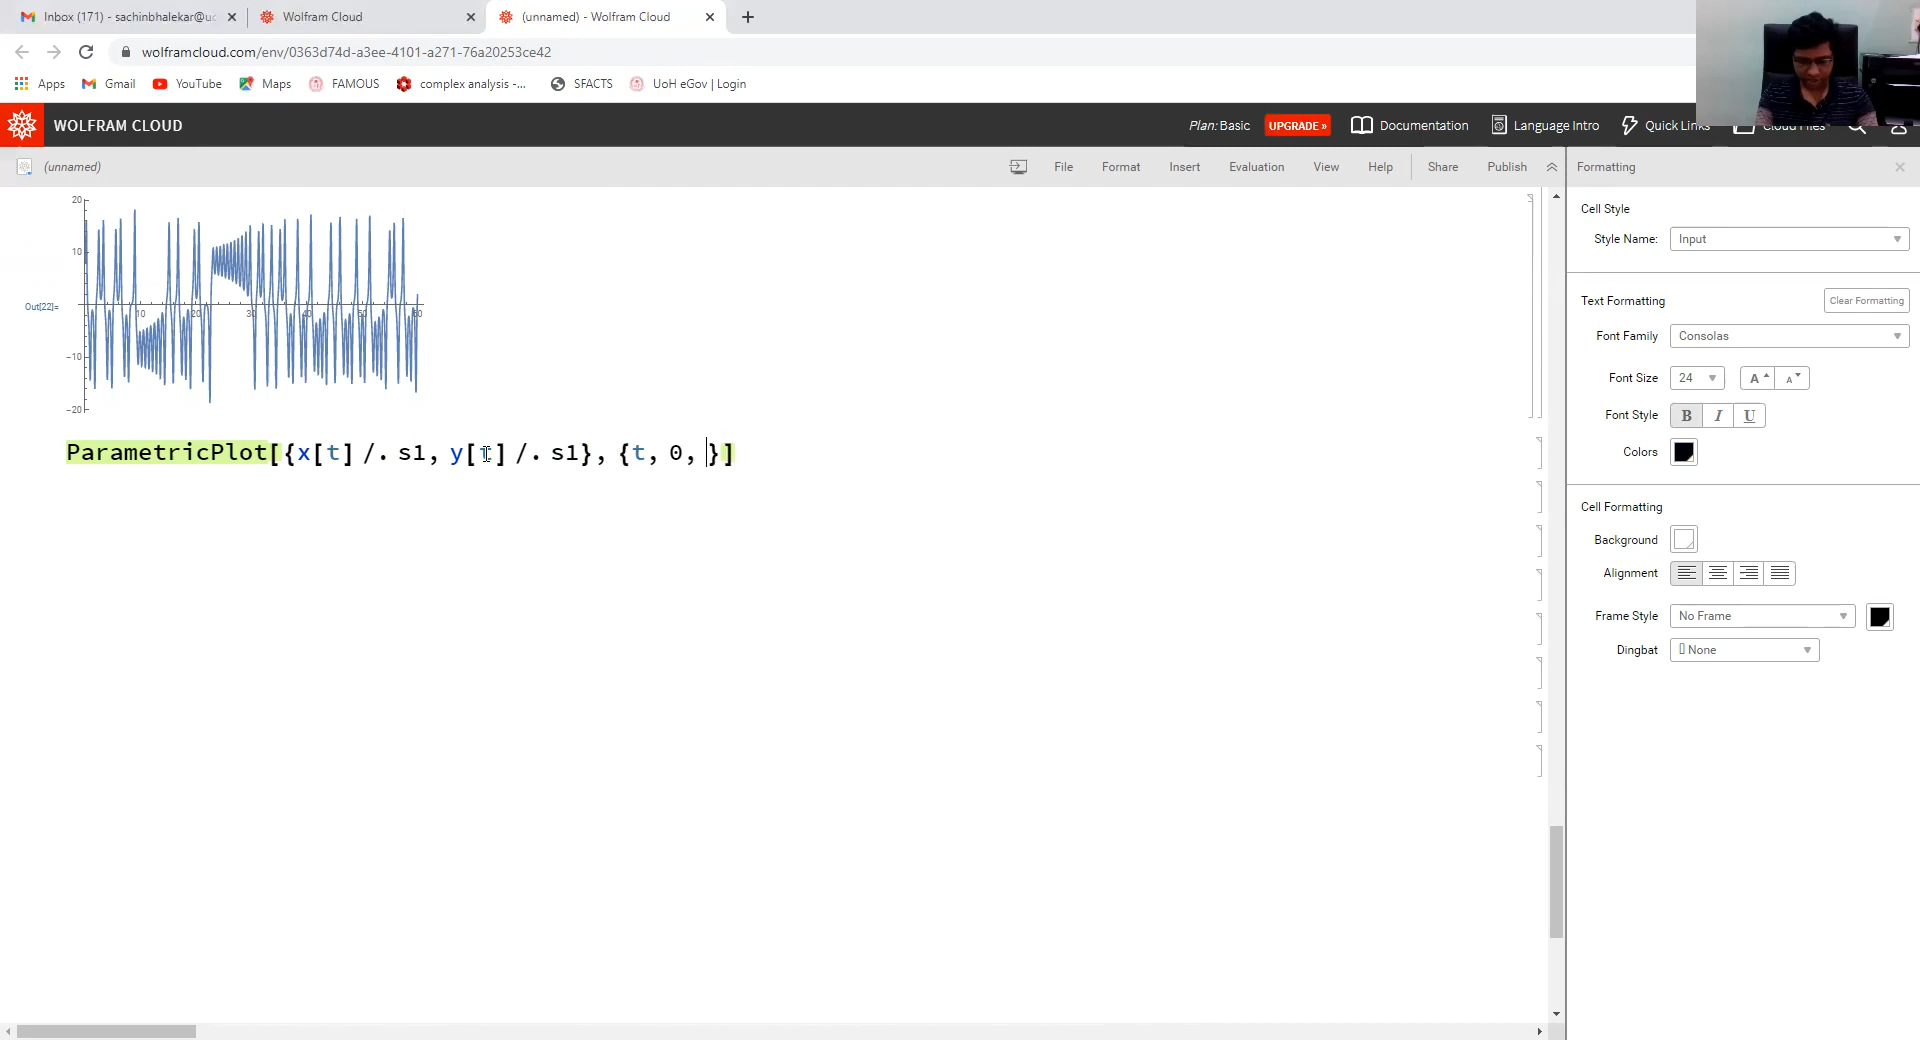 Inbox (171) - sachinbhalekar@u
Wolfram Cloud
(unnamed) - Wolfram Cloud
wolframcloud.com/env/0363d74d-a3ee-4101-a271-76a20253ce42
Apps Gmail YouTube Maps FAMOUS complex analysis -... SFACTS UoH eGov | Login
WOLFRAM CLOUD
Plan: Basic UPGRADE » Documentation Language Intro Quick Links Cloud Files
(unnamed)
File Format Insert Evaluation View Help Share Publish
Formatting
20
10
Out[22]=
10 20 30 40 50 60
-10
-20
ParametricPlot[{x[t] /. s1, y[t] /. s1}, {t, 0, }]
Cell Style
Style Name: Input
Text Formatting Clear Formatting
Font Family Consolas
Font Size 24 A A
Font Style B I U
Colors
Cell Formatting
Background
Alignment
Frame Style No Frame
Dingbat None